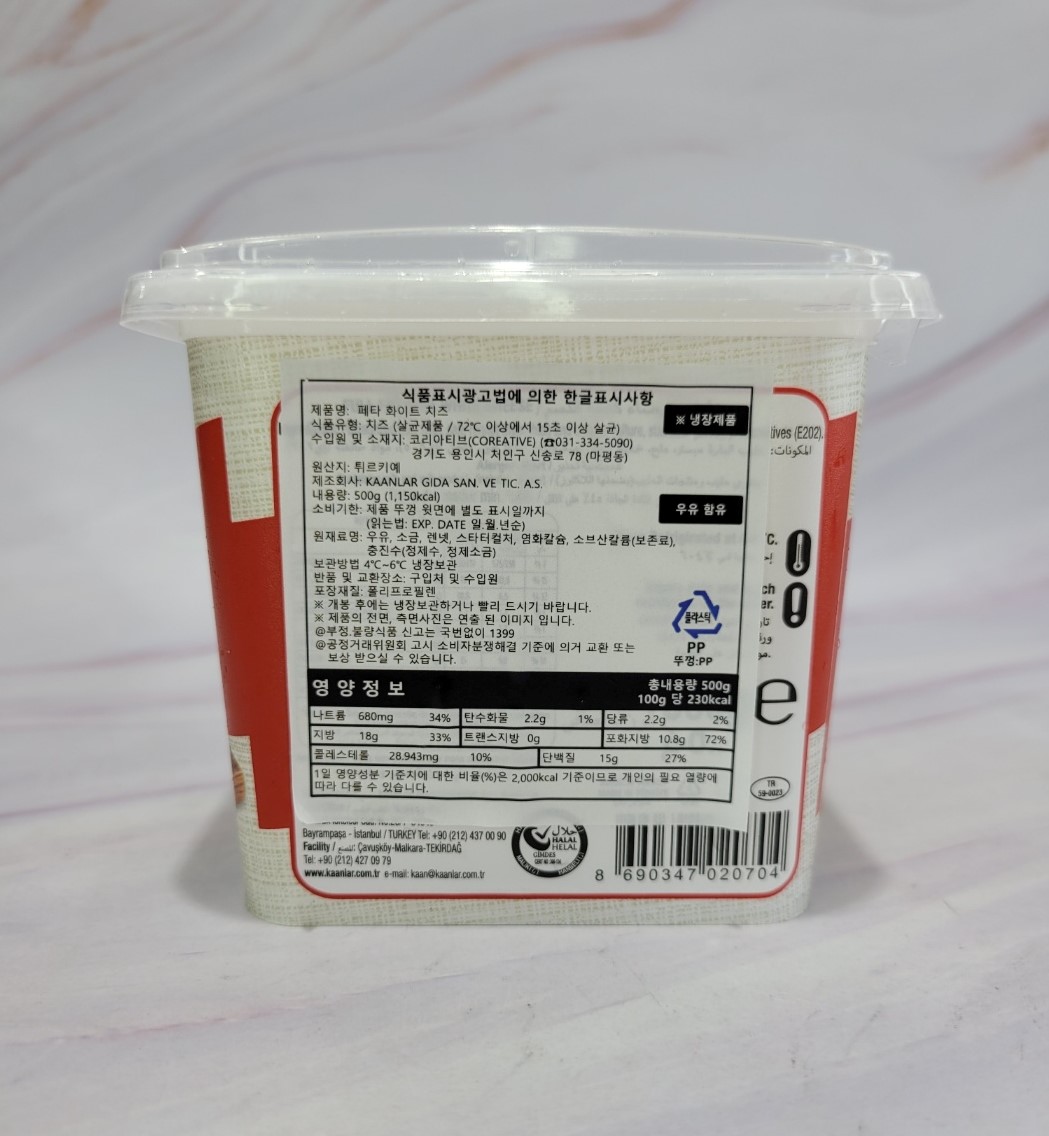 식품표시광고법에 의한 한글표시사항
제품명: 페타 화이트 치즈
※ 냉장제품
식품유형: 치즈 (살균제품 / 72℃ 이상에서 15초 이상 살균)
수입원 및 소재지: 코리아티브(COREATIVE) (☎031-334-5090)
경기도 용인시 처인구 신송로 78 (마평동)
원산지: 튀르키예
제조회사: KAANLAR GIDA SAN. VE TIC. A.S.
내용량: 500g (1,150kcal)
우유 함유
소비기한: 제품 뚜껑 윗면에 별도 표시일까지
(읽는법: EXP. DATE 일.월.년순)
원재료명: 우유, 소금, 렌넷, 스타터컬처, 염화칼슘, 소브산칼륨(보존료),
충진수(정제수, 정제소금)
보관방법 4℃~6℃ 냉장보관
반품 및 교환장소: 구입처 및 수입원
포장재질: 폴리프로필렌
※ 개봉 후에는 냉장보관하거나 빨리 드시기 바랍니다.
※ 제품의 전면, 측면사진은 연출 된 이미지 입니다.
@부정.불량식품 신고는 국번없이 1399
@공정거래위원회 고시 소비자분쟁해결 기준에 의거 교환 또는
보상 받으실 수 있습니다.
플라스틱
PP
뚜껑:PP
영양정보
총내용량 500g
100g 당 230kcal
나트륨 680mg 34% 탄수화물 2.2g 1% 당류 2.2g 2%
지방 18g 33% 트랜스지방 0g 포화지방 10.8g 72%
콜레스테롤 28.943mg 10% 단백질 15g 27%
1일 영양성분 기준치에 대한 비율(%)은 2,000kcal 기준이므로 개인의 필요 열량에
따라 다를 수 있습니다.
(E202).
المكونات:
e
TR
59-0023
Bayrampaşa - İstanbul / TURKEY Tel: +90 (212) 437 00 90
Facility / Çavuşköy-Malkara-TEKİRDAĞ
Tel: +90 (212) 427 09 79
www.kaanlar.com.tr e-mail: kaan@kaanlar.com.tr
حلال
HALAL
HELAL
GİMDES
8 690347 020704